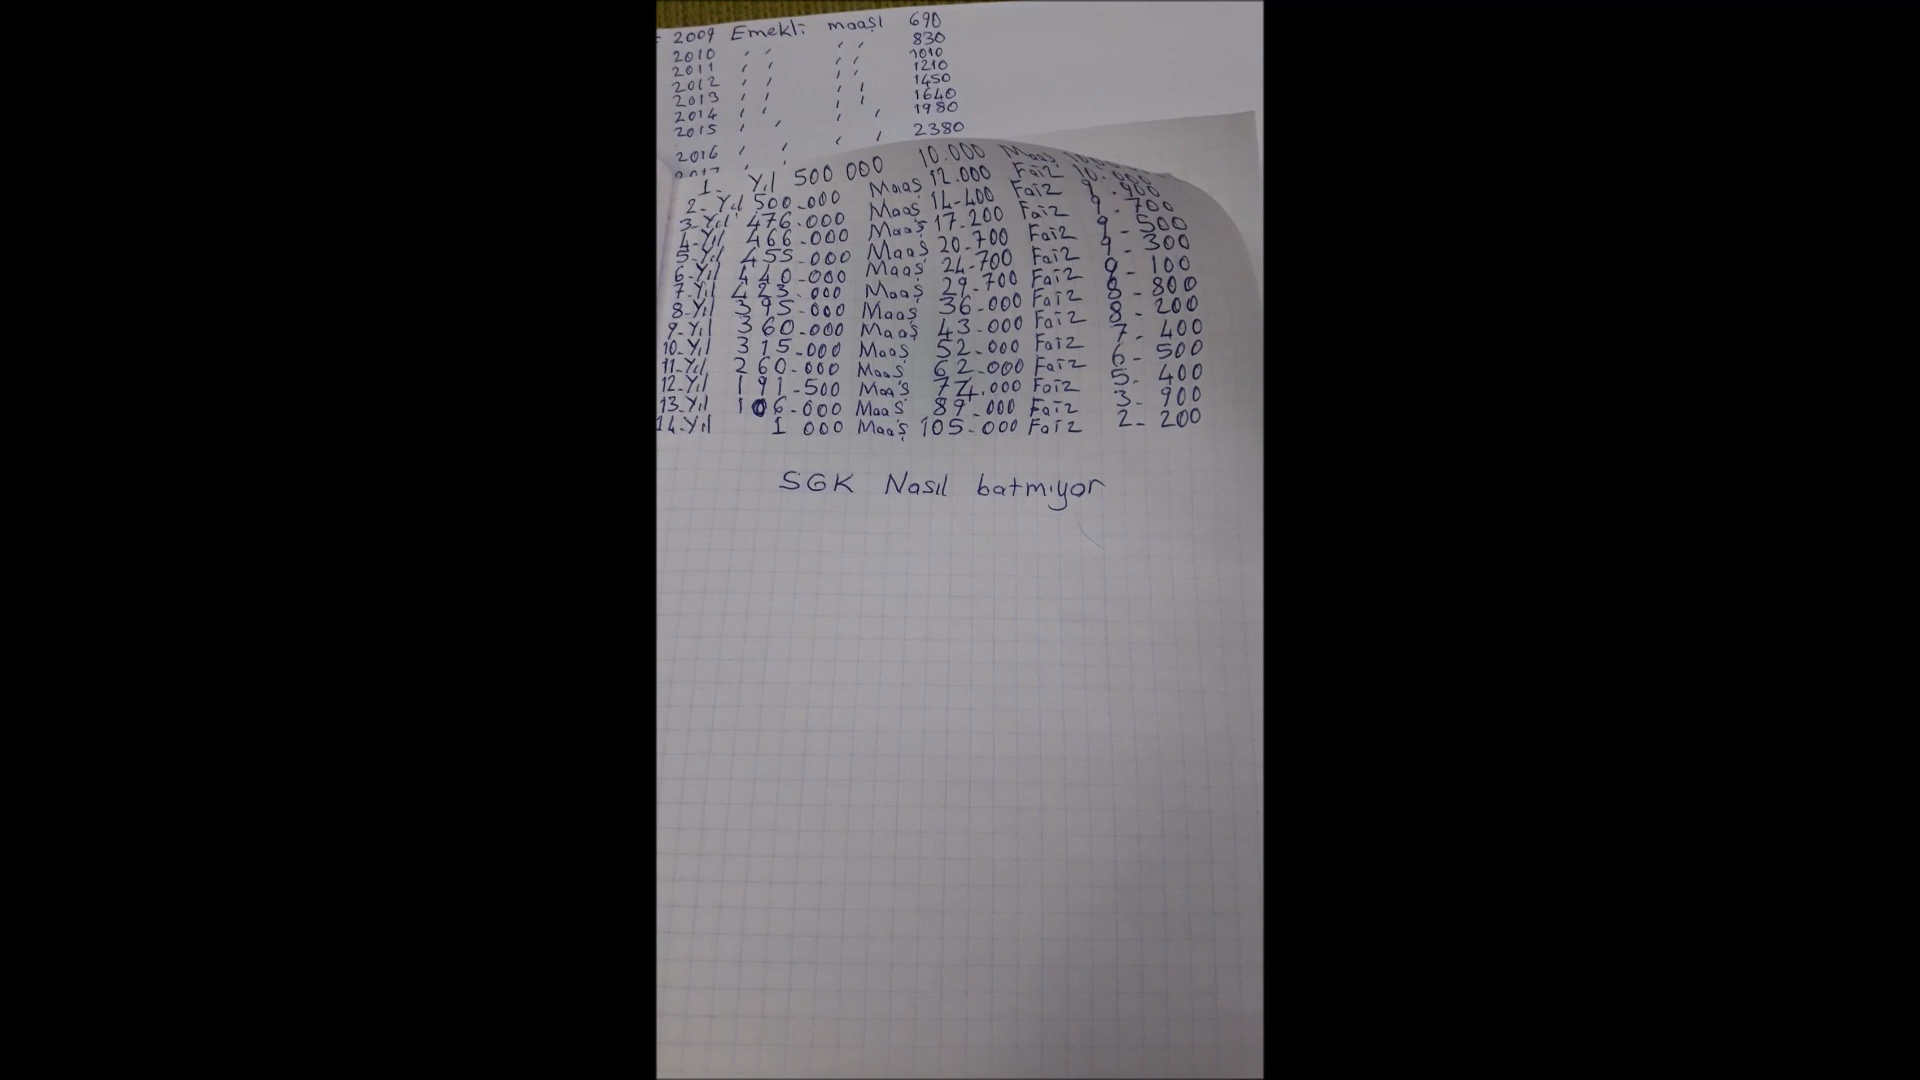 2009 Emekli maaşı 690
2010 " " 830
2011 " " 1010
2012 " " 1210
2013 " " 1450
2014 " " 1640
2015 " " 1980
2016 " " 2380
1- Yıl 500 000 10.000 Maaş
2-Yıl 500-000 Maaş 12.000 Faiz 10.000
3-Yıl 476.000 Maaş 14-400 Faiz 9.900
4-Yıl 466-000 Maaş 17.200 Faiz 9-700
5-Yıl 455-000 Maaş 20-700 Faiz 9-500
6-Yıl 440-000 Maaş 24-700 Faiz 9-300
7-Yıl 423.000 Maaş 29.700 Faiz 9-100
8-Yıl 395-000 Maaş 36-000 Faiz 8-800
9-Yıl 360-000 Maaş 43-000 Faiz 8-200
10-Yıl 315-000 Maaş 52-000 Faiz 7-400
11-Yıl 260-000 Maaş 62-000 Faiz 6-500
12-Yıl 191-500 Maaş 74.000 Faiz 5-400
13-Yıl 106-000 Maaş 89-000 Faiz 3-900
14-Yıl 1 000 Maaş 105-000 Faiz 2-200
SGK Nasıl batmıyor